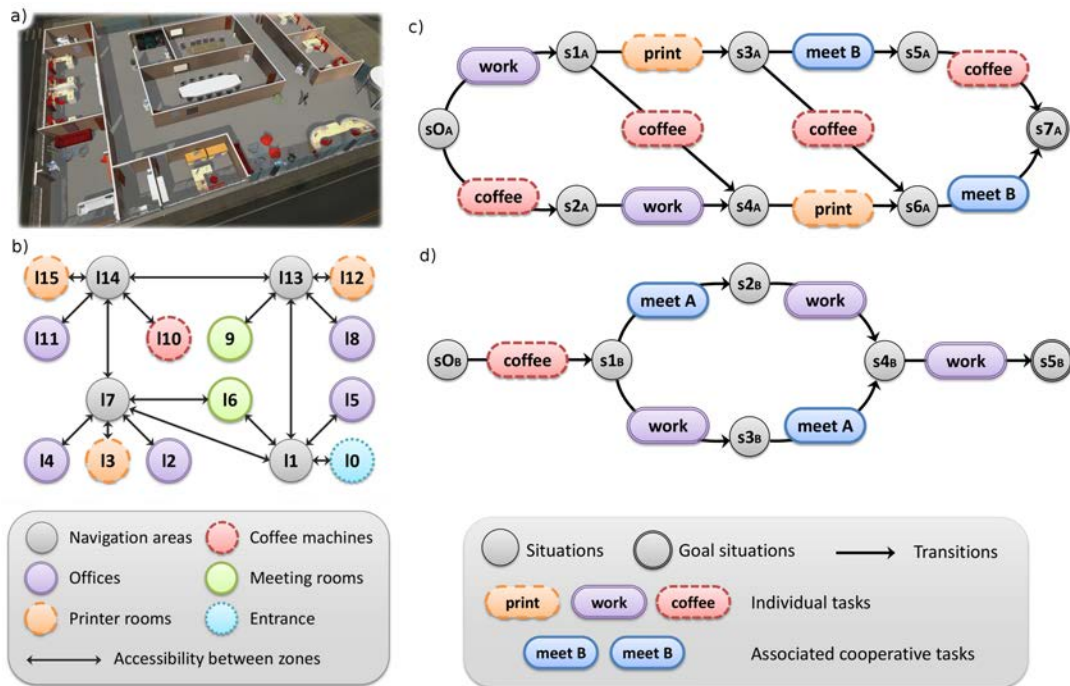 a)
c)
work
s1A
print
s3A
meet B
s5A
coffee
s0A
coffee
coffee
s7A
coffee
s2A
work
s4A
print
s6A
meet B
b)
l15
l14
l13
l12
l11
l10
9
l8
l7
l6
l5
l4
l3
l2
l1
l0
d)
meet A
s2B
work
s0B
coffee
s1B
s4B
work
s5B
work
s3B
meet A
Navigation areas
Coffee machines
Offices
Meeting rooms
Printer rooms
Entrance
Accessibility between zones
Situations
Goal situations
Transitions
print
work
coffee
Individual tasks
meet B
meet B
Associated cooperative tasks